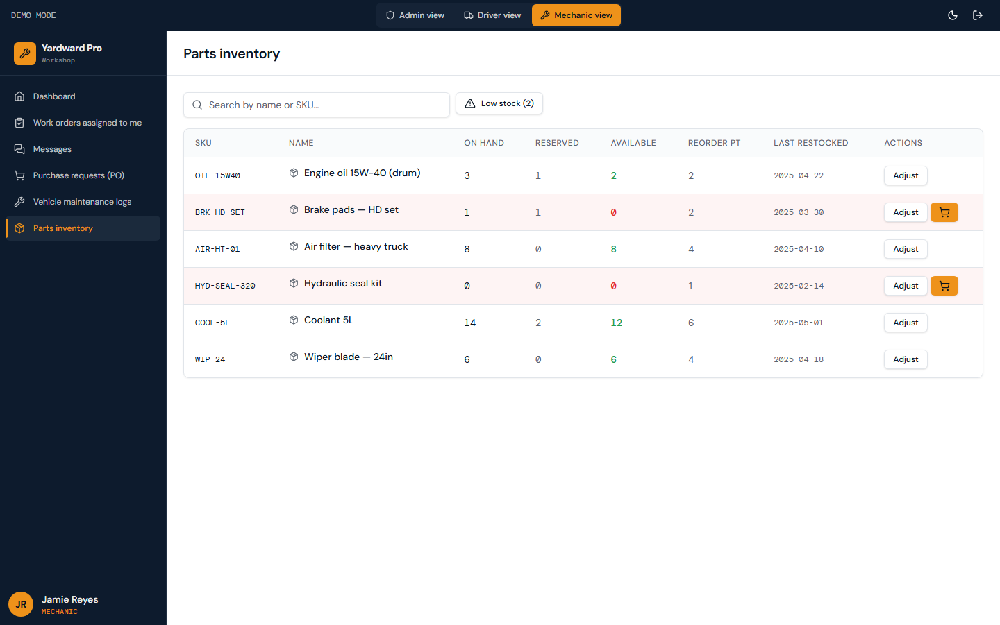 DEMO MODE
Admin view
Driver view
Mechanic view
Yardward Pro
Workshop
Dashboard
Work orders assigned to me
Messages
Purchase requests (PO)
Vehicle maintenance logs
Parts inventory
Jamie Reyes
MECHANIC
JR
Parts inventory
Search by name or SKU...
Low stock (2)
SKU NAME ON HAND RESERVED AVAILABLE REORDER PT LAST RESTOCKED ACTIONS
OIL-15W40 Engine oil 15W-40 (drum) 3 1 2 2 2025-04-22 Adjust
BRK-HD-SET Brake pads — HD set 1 1 0 2 2025-03-30 Adjust
AIR-HT-01 Air filter — heavy truck 8 0 8 4 2025-04-10 Adjust
HYD-SEAL-320 Hydraulic seal kit 0 0 0 1 2025-02-14 Adjust
COOL-5L Coolant 5L 14 2 12 6 2025-05-01 Adjust
WIP-24 Wiper blade — 24in 6 0 6 4 2025-04-18 Adjust